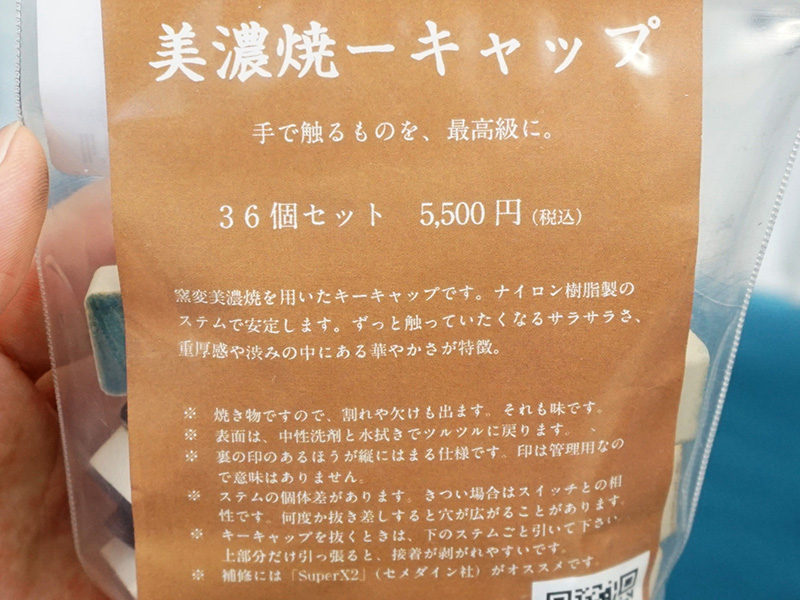 美濃焼ーキャップ
手で触るものを、最高級に。
36個セット 5,500円（税込）
窯変美濃焼を用いたキーキャップです。ナイロン樹脂製の
ステムで安定します。ずっと触っていたくなるサラサラさ、
重厚感や渋みの中にある華やかさが特徴。
※ 焼き物ですので、割れや欠けも出ます。それも味です。
※ 表面は、中性洗剤と水拭きでツルツルに戻ります。
※ 裏の印のあるほうが縦にはまる仕様です。印は管理用なの
で意味はありません。
※ ステムの個体差があります。きつい場合はスイッチとの相
性です。何度か抜き差しすると穴が広がることがあります。
※ キーキャップを抜くときは、下のステムごと引いて下さい。
上部分だけ引っ張ると、接着が剥がれやすいです。
※ 補修には「SuperX2」（セメダイン社）がオススメです。